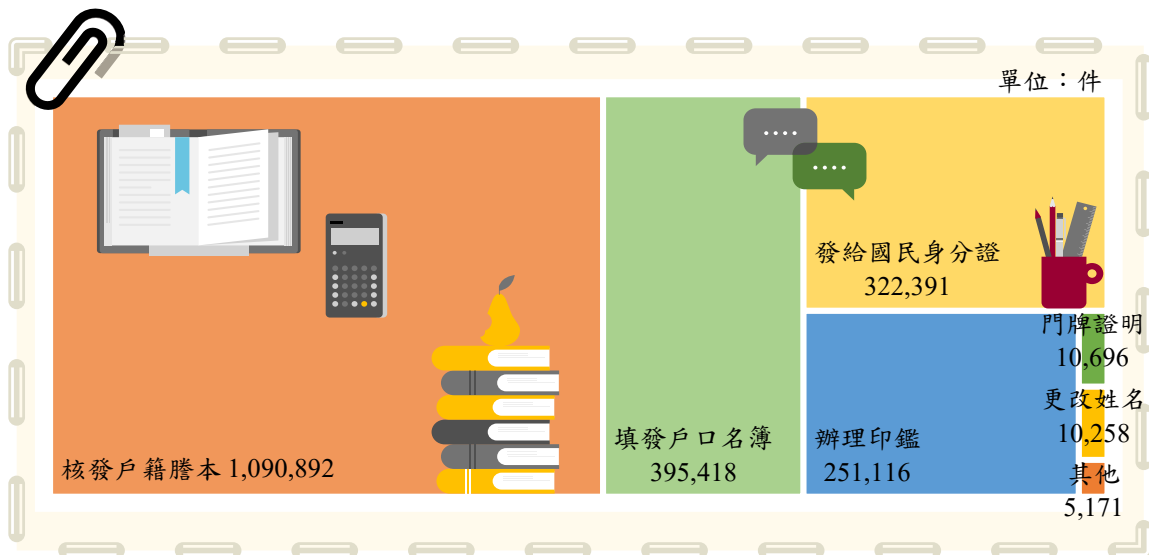 單位：件
核發戶籍謄本 1,090,892
填發戶口名簿
395,418
發給國民身分證
322,391
辦理印鑑
251,116
門牌證明
10,696
更改姓名
10,258
其他
5,171